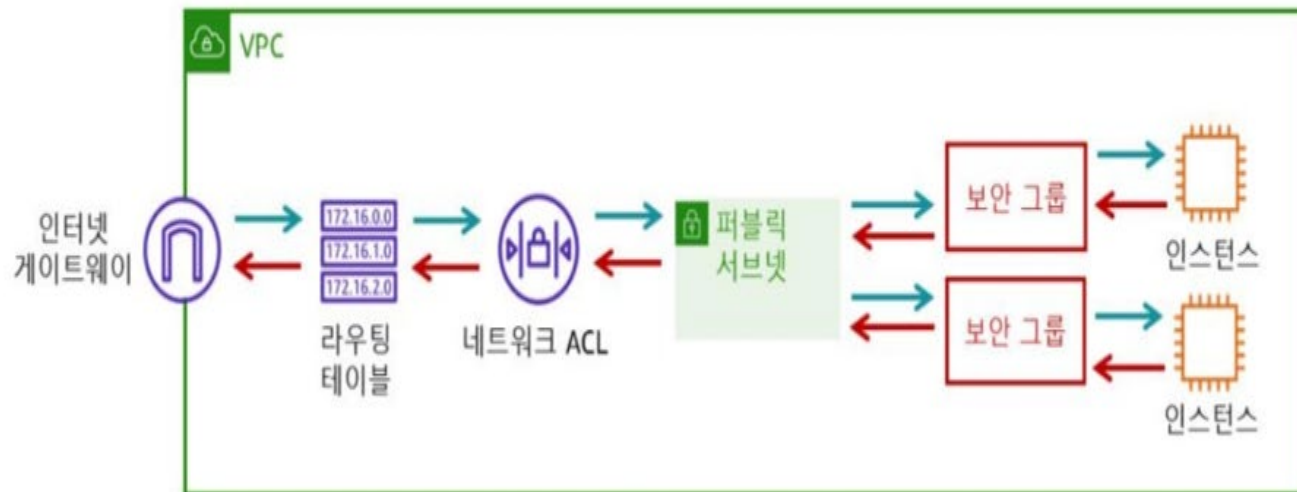 VPC
인터넷
게이트웨이
172.16.0.0
172.16.1.0
172.16.2.0
라우팅
테이블
네트워크 ACL
퍼블릭
서브넷
보안 그룹
인스턴스
보안 그룹
인스턴스